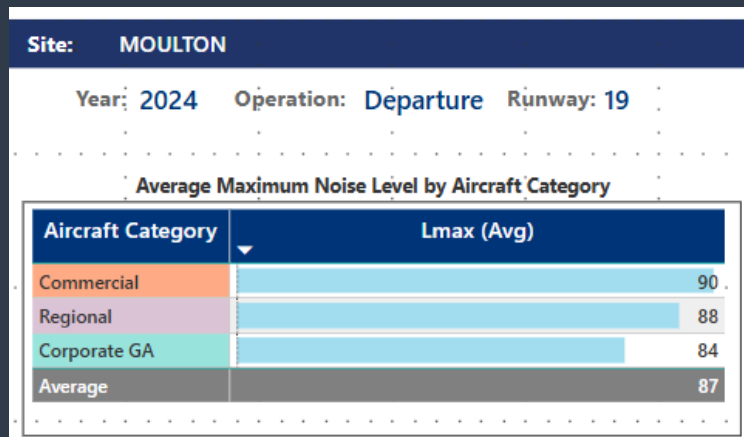 Site: MOULTON
Year: 2024 Operation: Departure Runway: 19
Average Maximum Noise Level by Aircraft Category
Aircraft Category Lmax (Avg)
Commercial 90
Regional 88
Corporate GA 84
Average 87